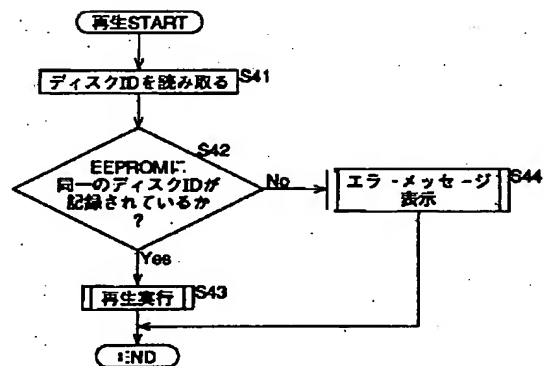 再生START
ディスクIDを読み取る
S41
S42
EEPROMに
同一のディスクIDが
記録されているか
?
No
エラ-メッセ-ジ
表示
S44
Yes
再生実行
S43
END